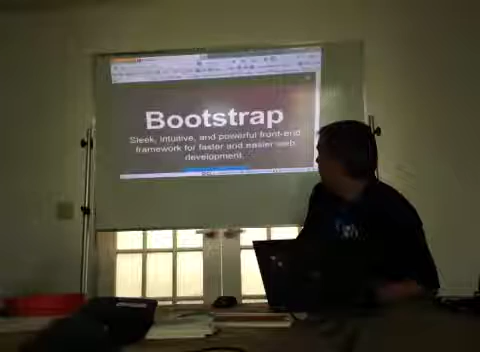 Bootstrap
Sleek, intuitive, and powerful front-end
framework for faster and easier web
development.